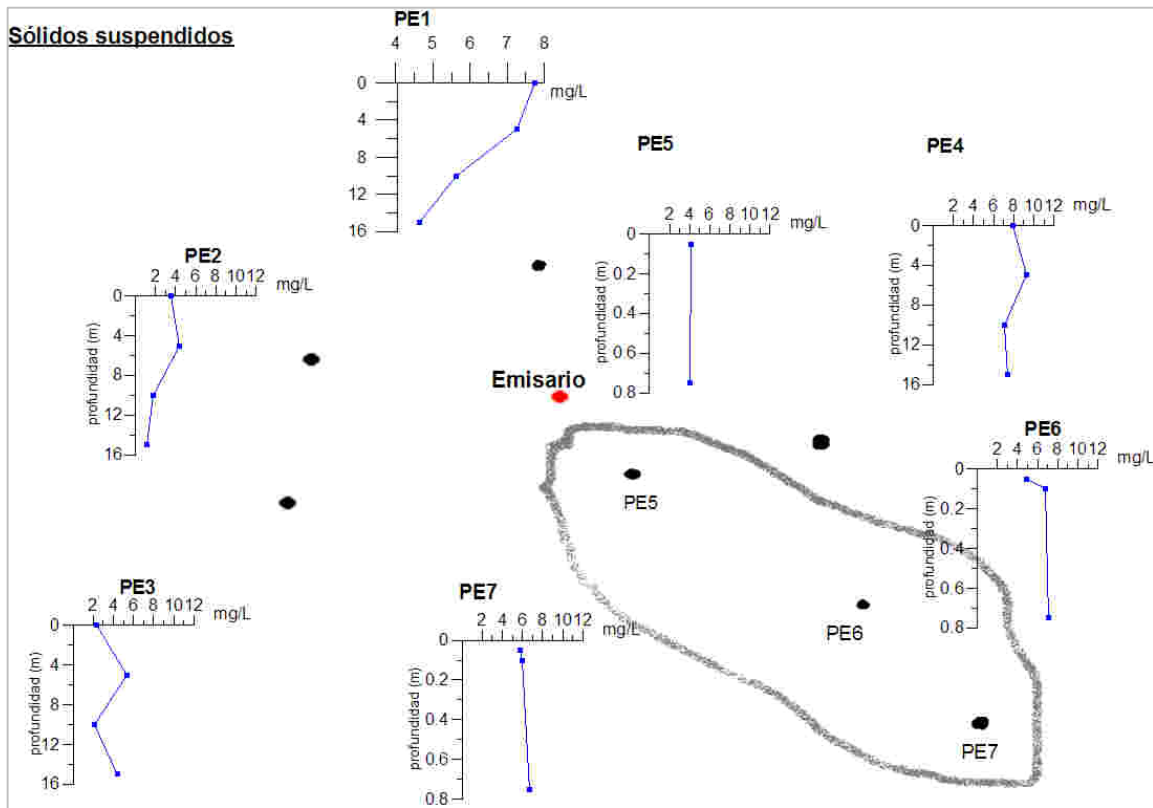 Sólidos suspendidos
PE1
4 5 6 7 8
mg/L
0
4
8
12
16
PE5
2 4 6 8 10 12
mg/L
profundidad (m)
0
0.2
0.4
0.6
0.8
PE4
2 4 6 8 10 12
mg/L
profundidad (m)
0
4
8
12
16
PE2
2 4 6 8 10 12
mg/L
profundidad (m)
0
4
8
12
16
Emisario
PE6
2 4 6 8 10 12
mg/L
profundidad (m)
0
0.2
0.4
0.6
0.8
PE5
PE3
2 4 6 8 10 12
mg/L
profundidad (m)
0
4
8
12
16
PE7
2 4 6 8 10 12
mg/L
profundidad (m)
0
0.2
0.4
0.6
0.8
PE6
PE7